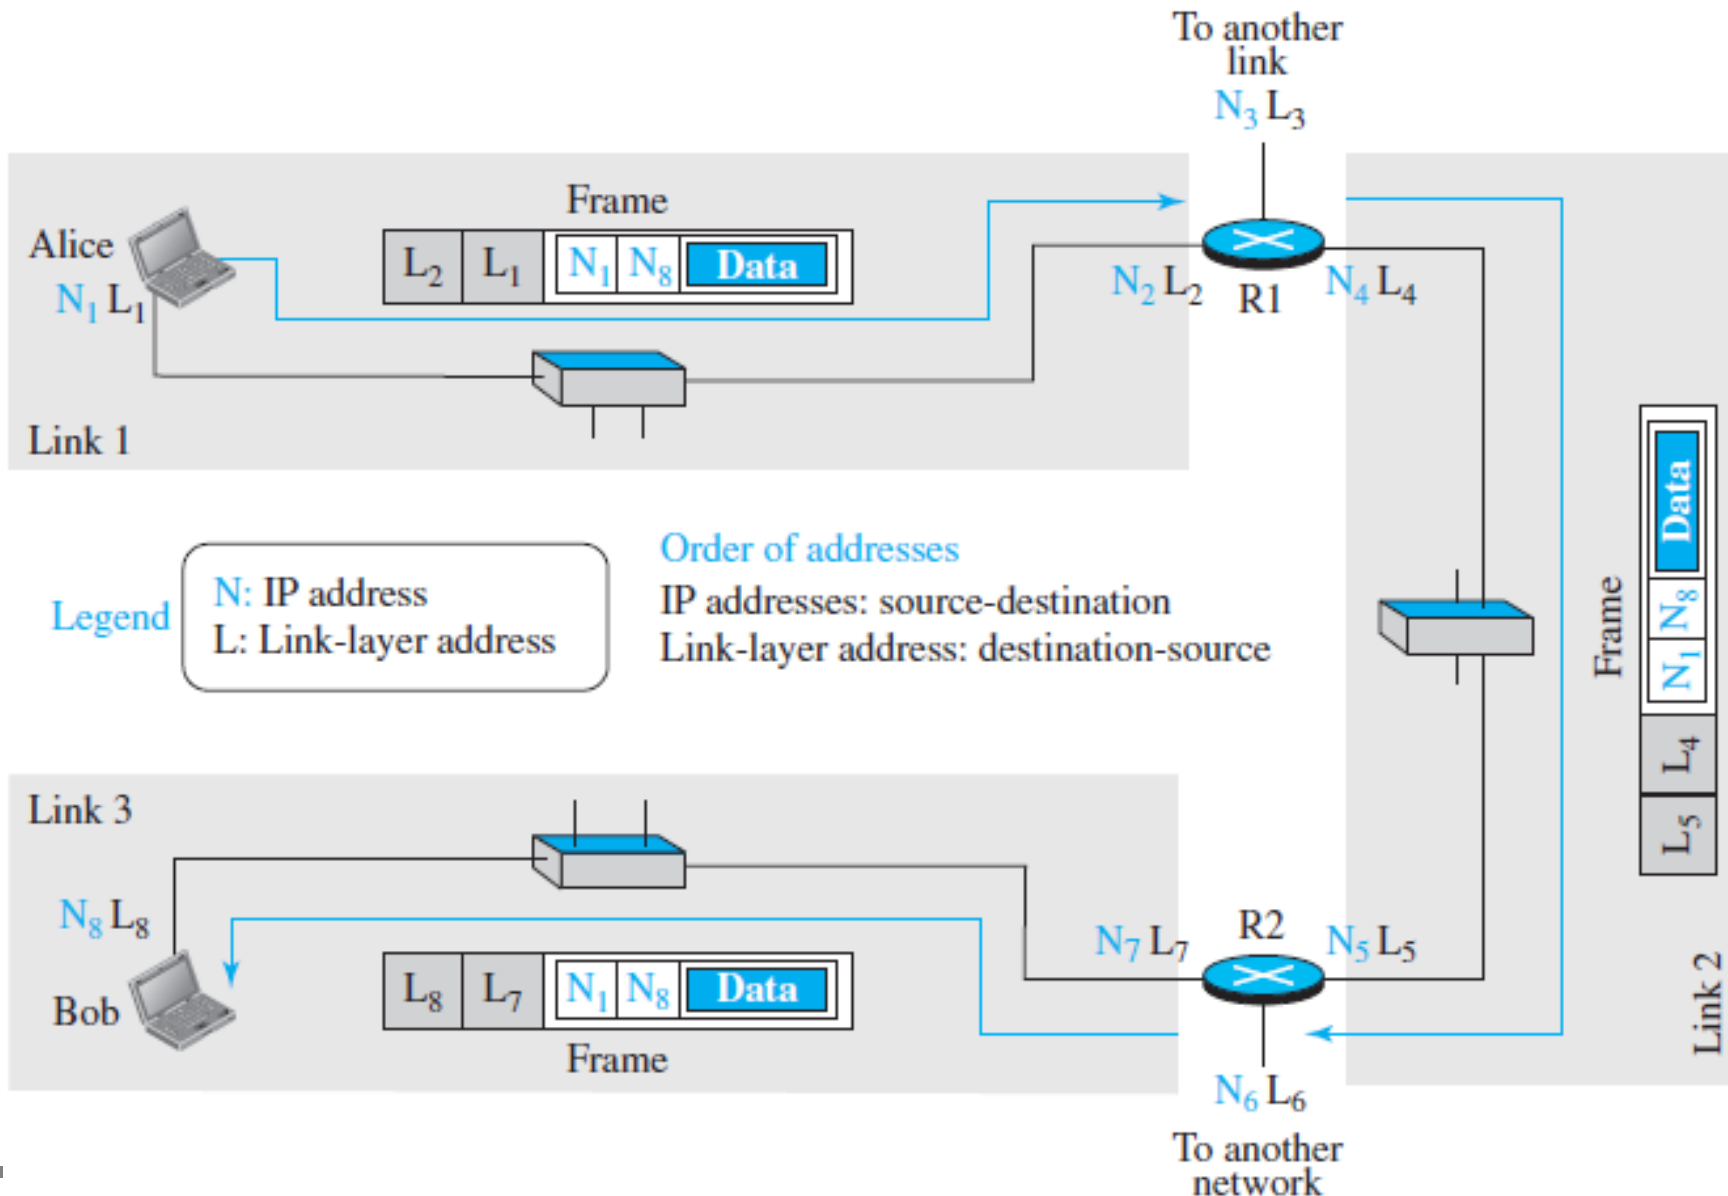 To another
link
N₃ L₃
Frame
Alice
L₂ L₁ N₁ N₈ Data
N₁ L₁
N₂ L₂
R1
N₄ L₄
Link 1
Legend
N: IP address
L: Link-layer address
Order of addresses
IP addresses: source-destination
Link-layer address: destination-source
Frame
L₅ L₄ N₁ N₈ Data
Link 2
Link 3
N₈ L₈
Bob
L₈ L₇ N₁ N₈ Data
Frame
N₇ L₇
R2
N₅ L₅
N₆ L₆
To another
network